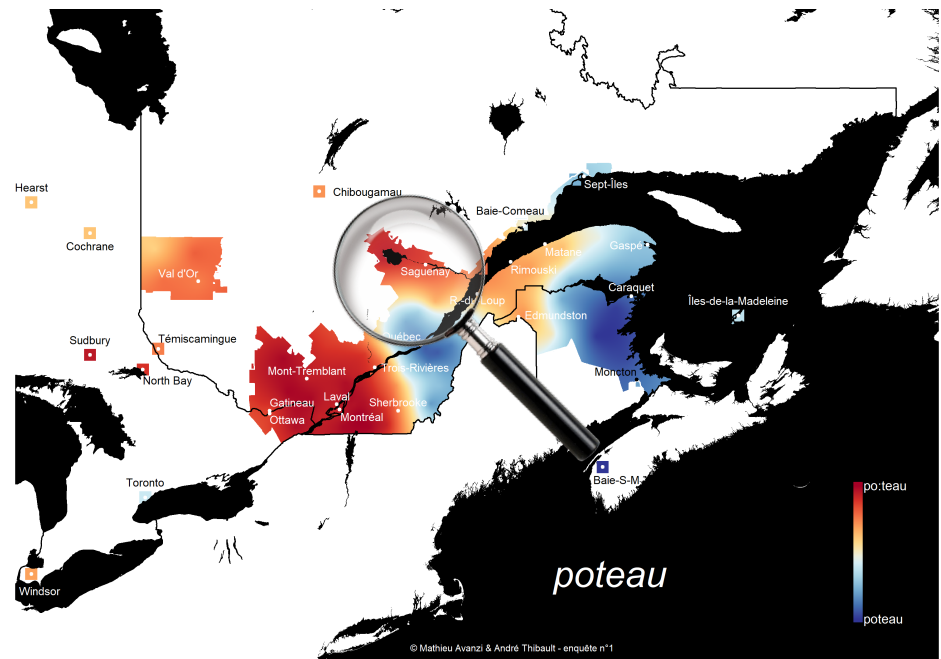 Hearst
Cochrane
Chibougamau
Sept-Îles
Baie-Comeau
Val d'Or
Saguenay
Matane
Gaspé
Rimouski
Caraquet
R.-du-Loup
Îles-de-la-Madeleine
Edmundston
Québec
Sudbury
Témiscamingue
North Bay
Mont-Tremblant
Trois-Rivières
Moncton
Laval
Gatineau
Sherbrooke
Ottawa
Montréal
Toronto
Baie-S-M
po:teau
Windsor
poteau
poteau
© Mathieu Avanzi & André Thibault - enquête n°1